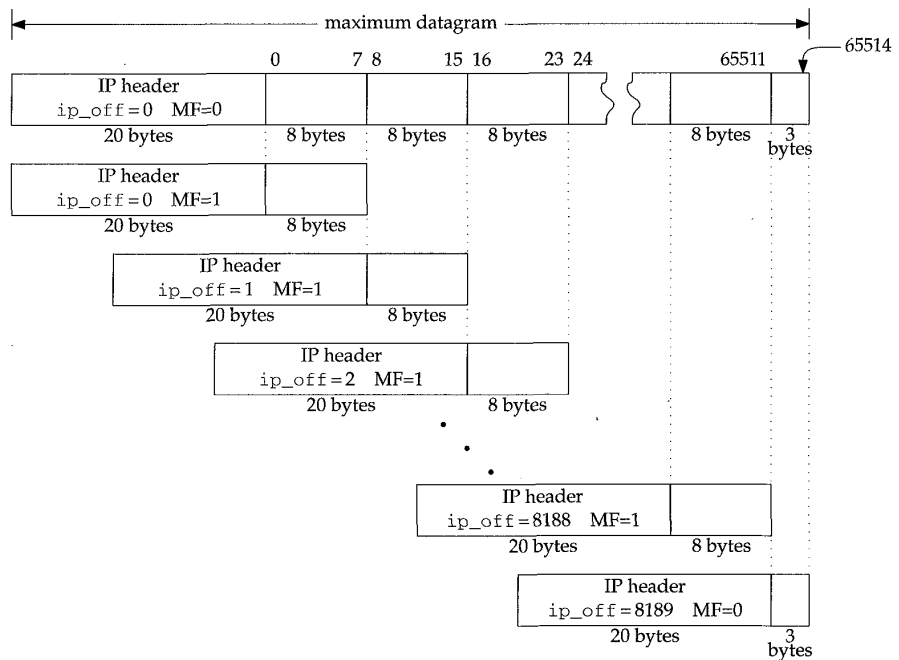 maximum datagram
0 7 8 15 16 23 24 65511 65514
IP header
ip_off=0 MF=0
20 bytes 8 bytes 8 bytes 8 bytes 8 bytes 3 bytes
IP header
ip_off=0 MF=1
20 bytes 8 bytes
IP header
ip_off=1 MF=1
20 bytes 8 bytes
IP header
ip_off=2 MF=1
20 bytes 8 bytes
IP header
ip_off=8188 MF=1
20 bytes 8 bytes
IP header
ip_off=8189 MF=0
20 bytes 3 bytes